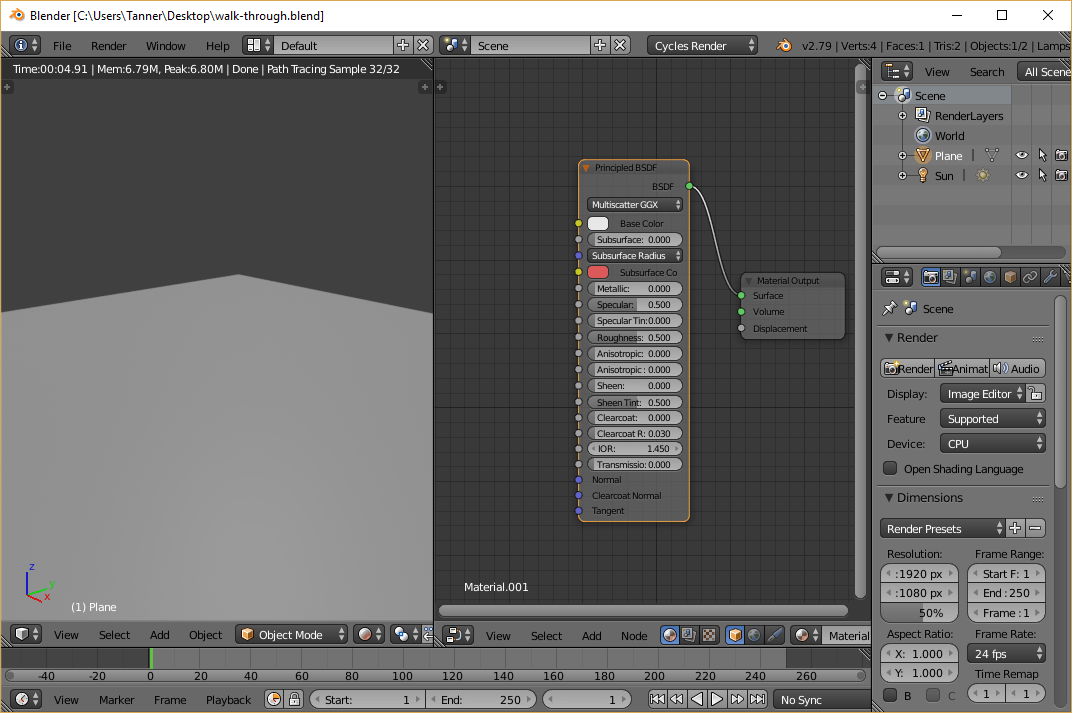 Blender [C:\Users\Tanner\Desktop\walk-through.blend]
File Render Window Help Default Scene Cycles Render v2.79 | Verts:4 | Faces:1 | Tris:2 | Objects:1/2 | Lamps
Time:00:04.91 | Mem:6.79M, Peak:6.80M | Done | Path Tracing Sample 32/32
z
y
x
(1) Plane
View Select Add Object Object Mode
Principled BSDF
BSDF
Multiscatter GGX
Base Color
Subsurface: 0.000
Subsurface Radius
Subsurface Co
Metallic: 0.000
Specular: 0.500
Specular Tin:0.000
Roughness: 0.500
Anisotropic: 0.000
Anisotropic : 0.000
Sheen: 0.000
Sheen Tint: 0.500
Clearcoat: 0.000
Clearcoat R: 0.030
IOR: 1.450
Transmissio: 0.000
Normal
Clearcoat Normal
Tangent
Material Output
Surface
Volume
Displacement
Material.001
View Select Add Node Material
View Search All Scene
Scene
RenderLayers
World
Plane
Sun
Scene
Render
Render Animat Audio
Display: Image Editor
Feature Supported
Device: CPU
Open Shading Language
Dimensions
Render Presets
Resolution: Frame Range:
:1920 px Start F: 1
:1080 px End : 250
50% Frame : 1
Aspect Ratio: Frame Rate:
X: 1.000 24 fps
Y: 1.000 Time Remap
B C 1 1
-40 -20 0 20 40 60 80 100 120 140 160 180 200 220 240 260
View Marker Frame Playback Start: 1 End: 250 1 No Sync